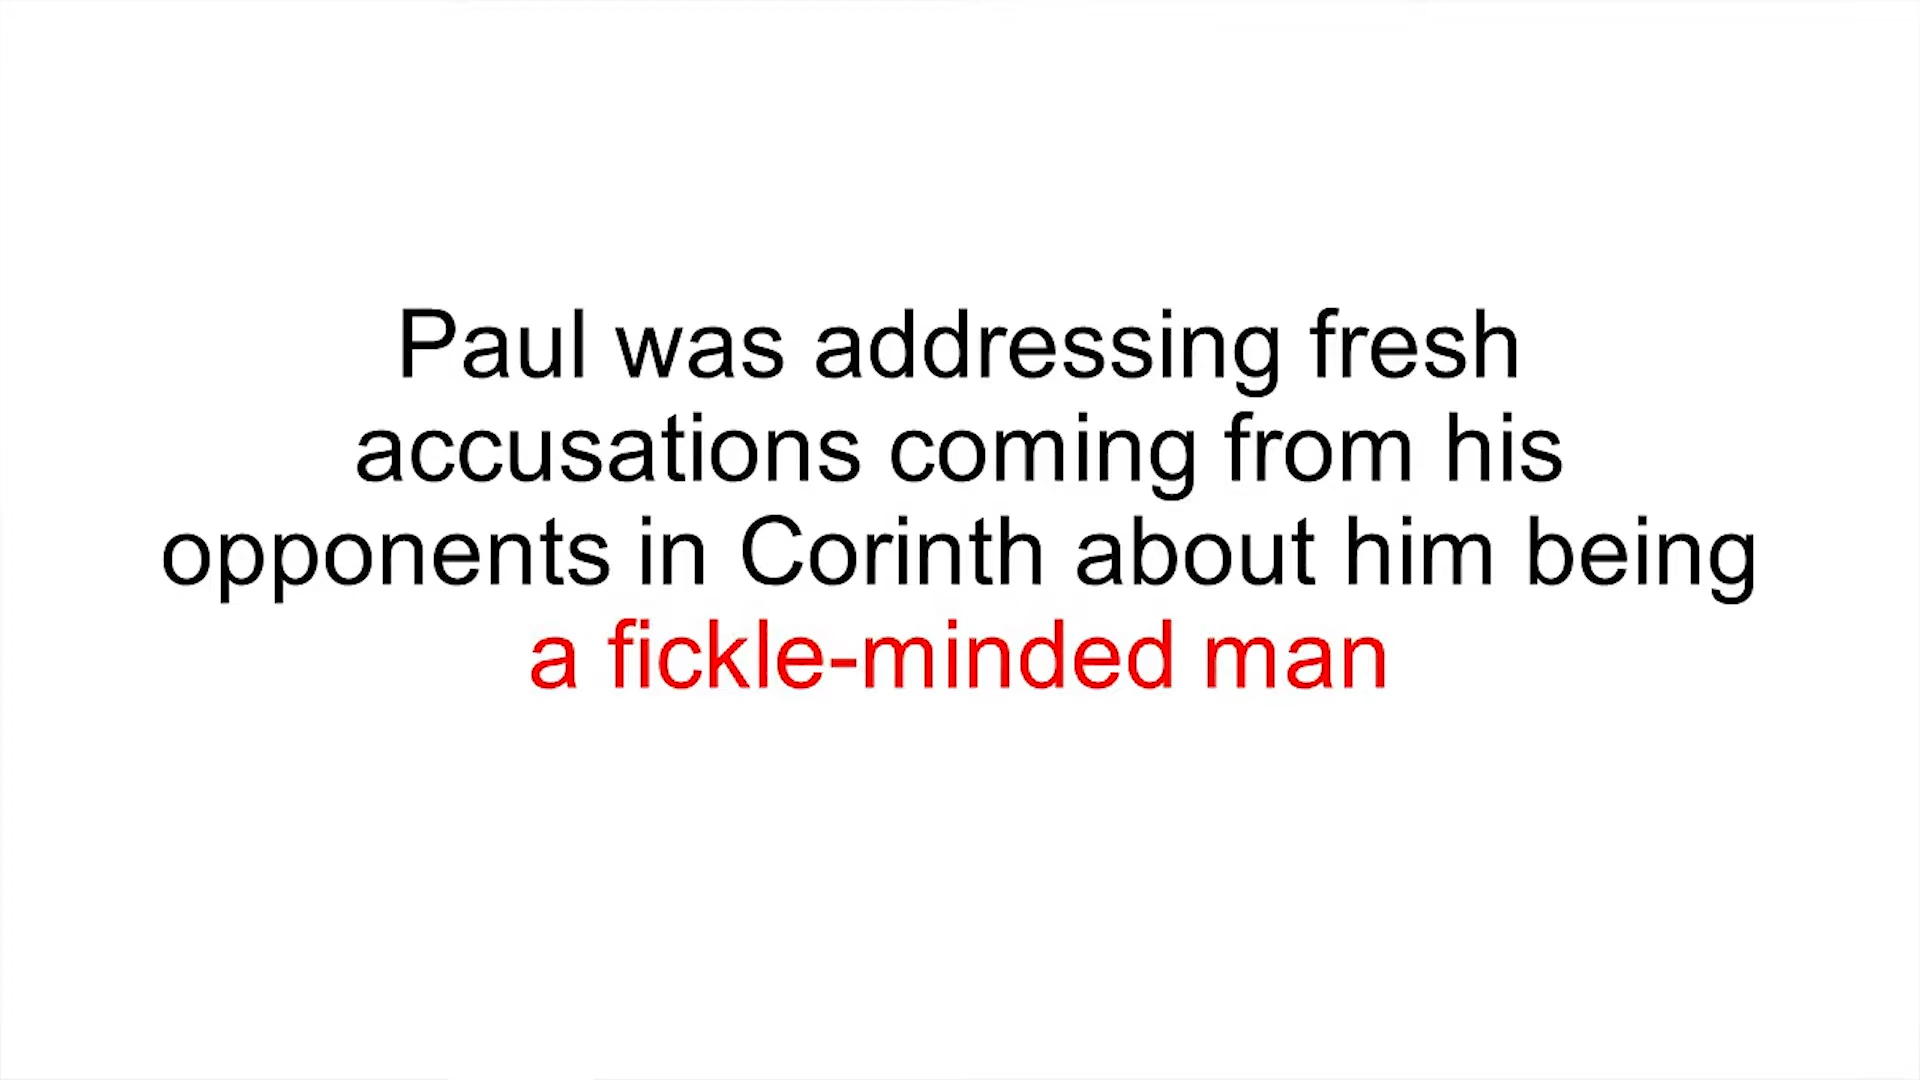 Paul was addressing fresh
accusations coming from his
opponents in Corinth about him being
a fickle-minded man